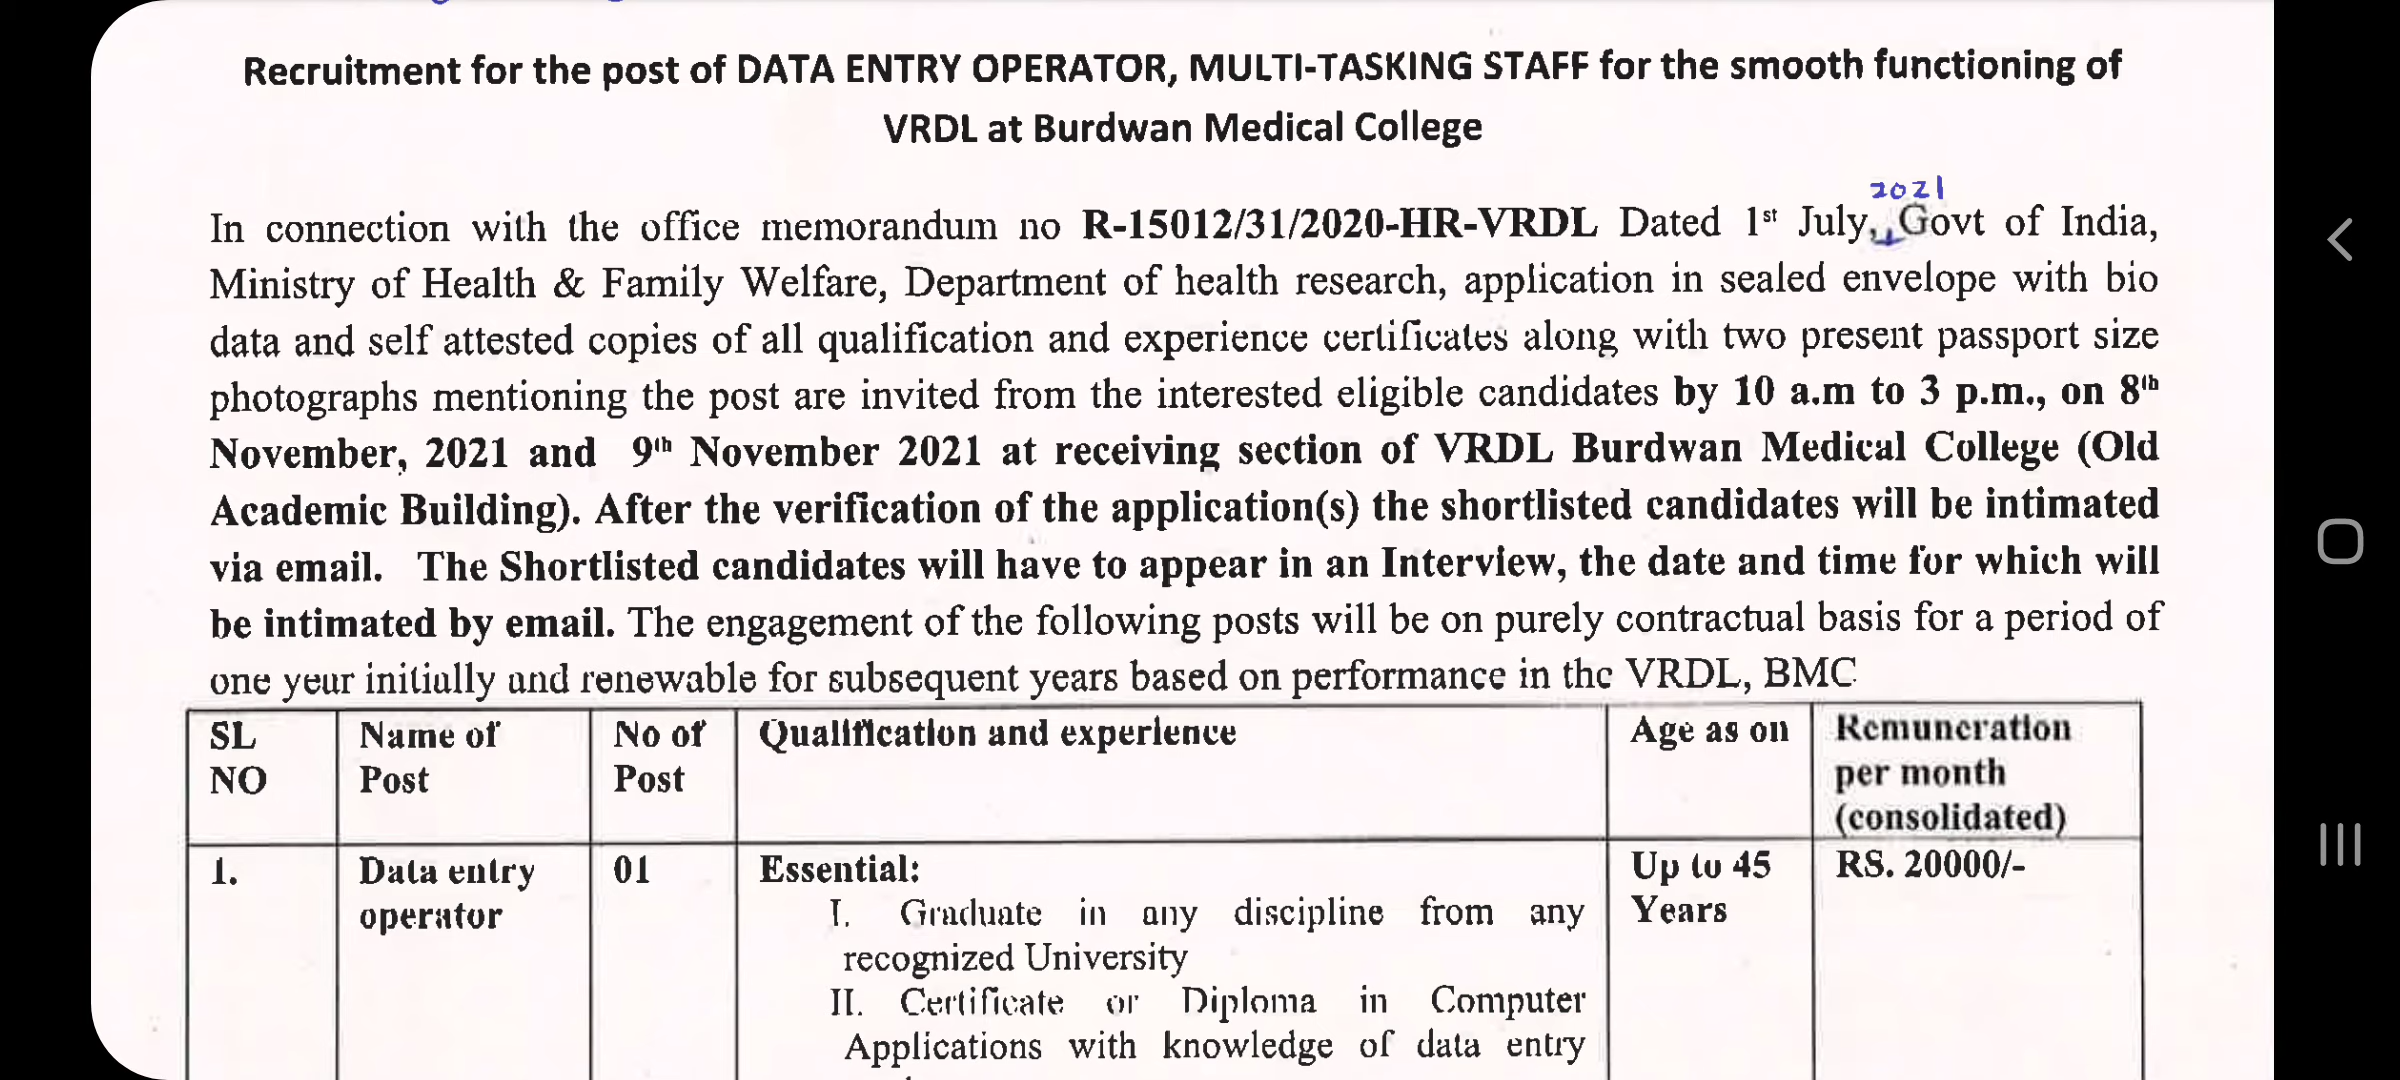 Recruitment for the post of DATA ENTRY OPERATOR, MULTI-TASKING STAFF for the smooth functioning of
VRDL at Burdwan Medical College
2021
In connection with the office memorandum no R-15012/31/2020-HR-VRDL Dated 1st July, Govt of India,
Ministry of Health & Family Welfare, Department of health research, application in sealed envelope with bio
data and self attested copies of all qualification and experience certificates along with two present passport size
photographs mentioning the post are invited from the interested eligible candidates by 10 a.m to 3 p.m., on 8th
November, 2021 and 9th November 2021 at receiving section of VRDL Burdwan Medical College (Old
Academic Building). After the verification of the application(s) the shortlisted candidates will be intimated
via email. The Shortlisted candidates will have to appear in an Interview, the date and time for which will
be intimated by email. The engagement of the following posts will be on purely contractual basis for a period of
one year initially and renewable for subsequent years based on performance in the VRDL, BMC
SL NO
Name of Post
No of Post
Qualification and experience
Age as on
Remuneration per month (consolidated)
1.
Data entry operator
01
Essential:
I. Graduate in any discipline from any
recognized University
II. Certificate or Diploma in Computer
Applications with knowledge of data entry
Up to 45 Years
RS. 20000/-